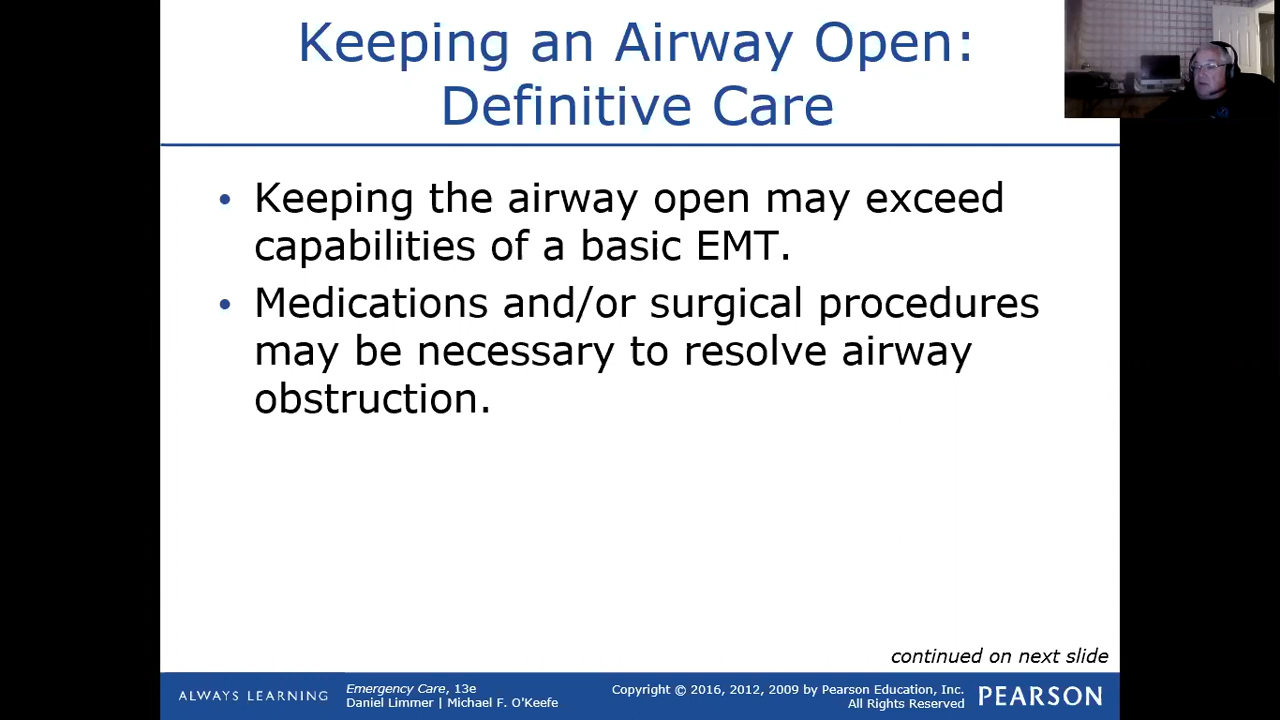 Keeping an Airway Open:
Definitive Care
• Keeping the airway open may exceed
capabilities of a basic EMT.
• Medications and/or surgical procedures
may be necessary to resolve airway
obstruction.
continued on next slide
ALWAYS LEARNING
Emergency Care, 13e
Daniel Limmer | Michael F. O'Keefe
Copyright © 2016, 2012, 2009 by Pearson Education, Inc.
All Rights Reserved
PEARSON